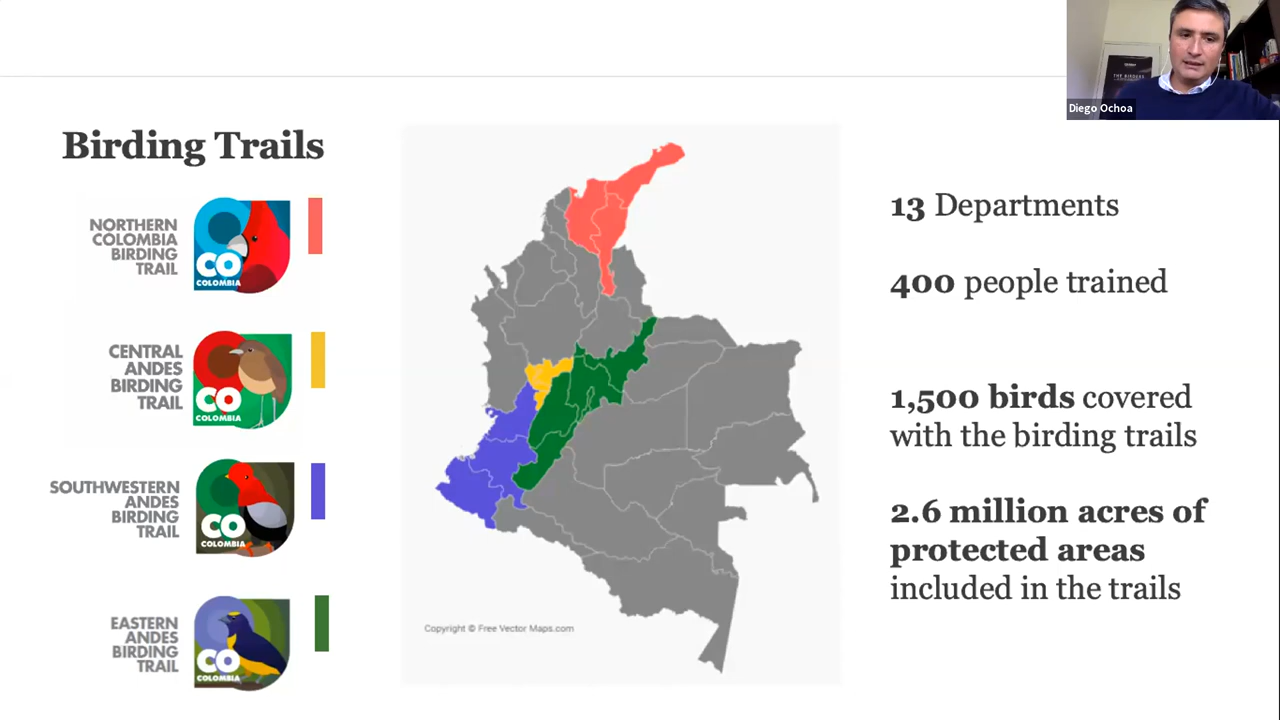 Diego Ochoa
THE BIRDERS
Birding Trails
NORTHERN
COLOMBIA
BIRDING
TRAIL
CO
COLOMBIA
CENTRAL
ANDES
BIRDING
TRAIL
CO
COLOMBIA
SOUTHWESTERN
ANDES
BIRDING
TRAIL
CO
COLOMBIA
EASTERN
ANDES
BIRDING
TRAIL
CO
COLOMBIA
Copyright © Free Vector Maps.com
13 Departments
400 people trained
1,500 birds covered
with the birding trails
2.6 million acres of
protected areas
included in the trails